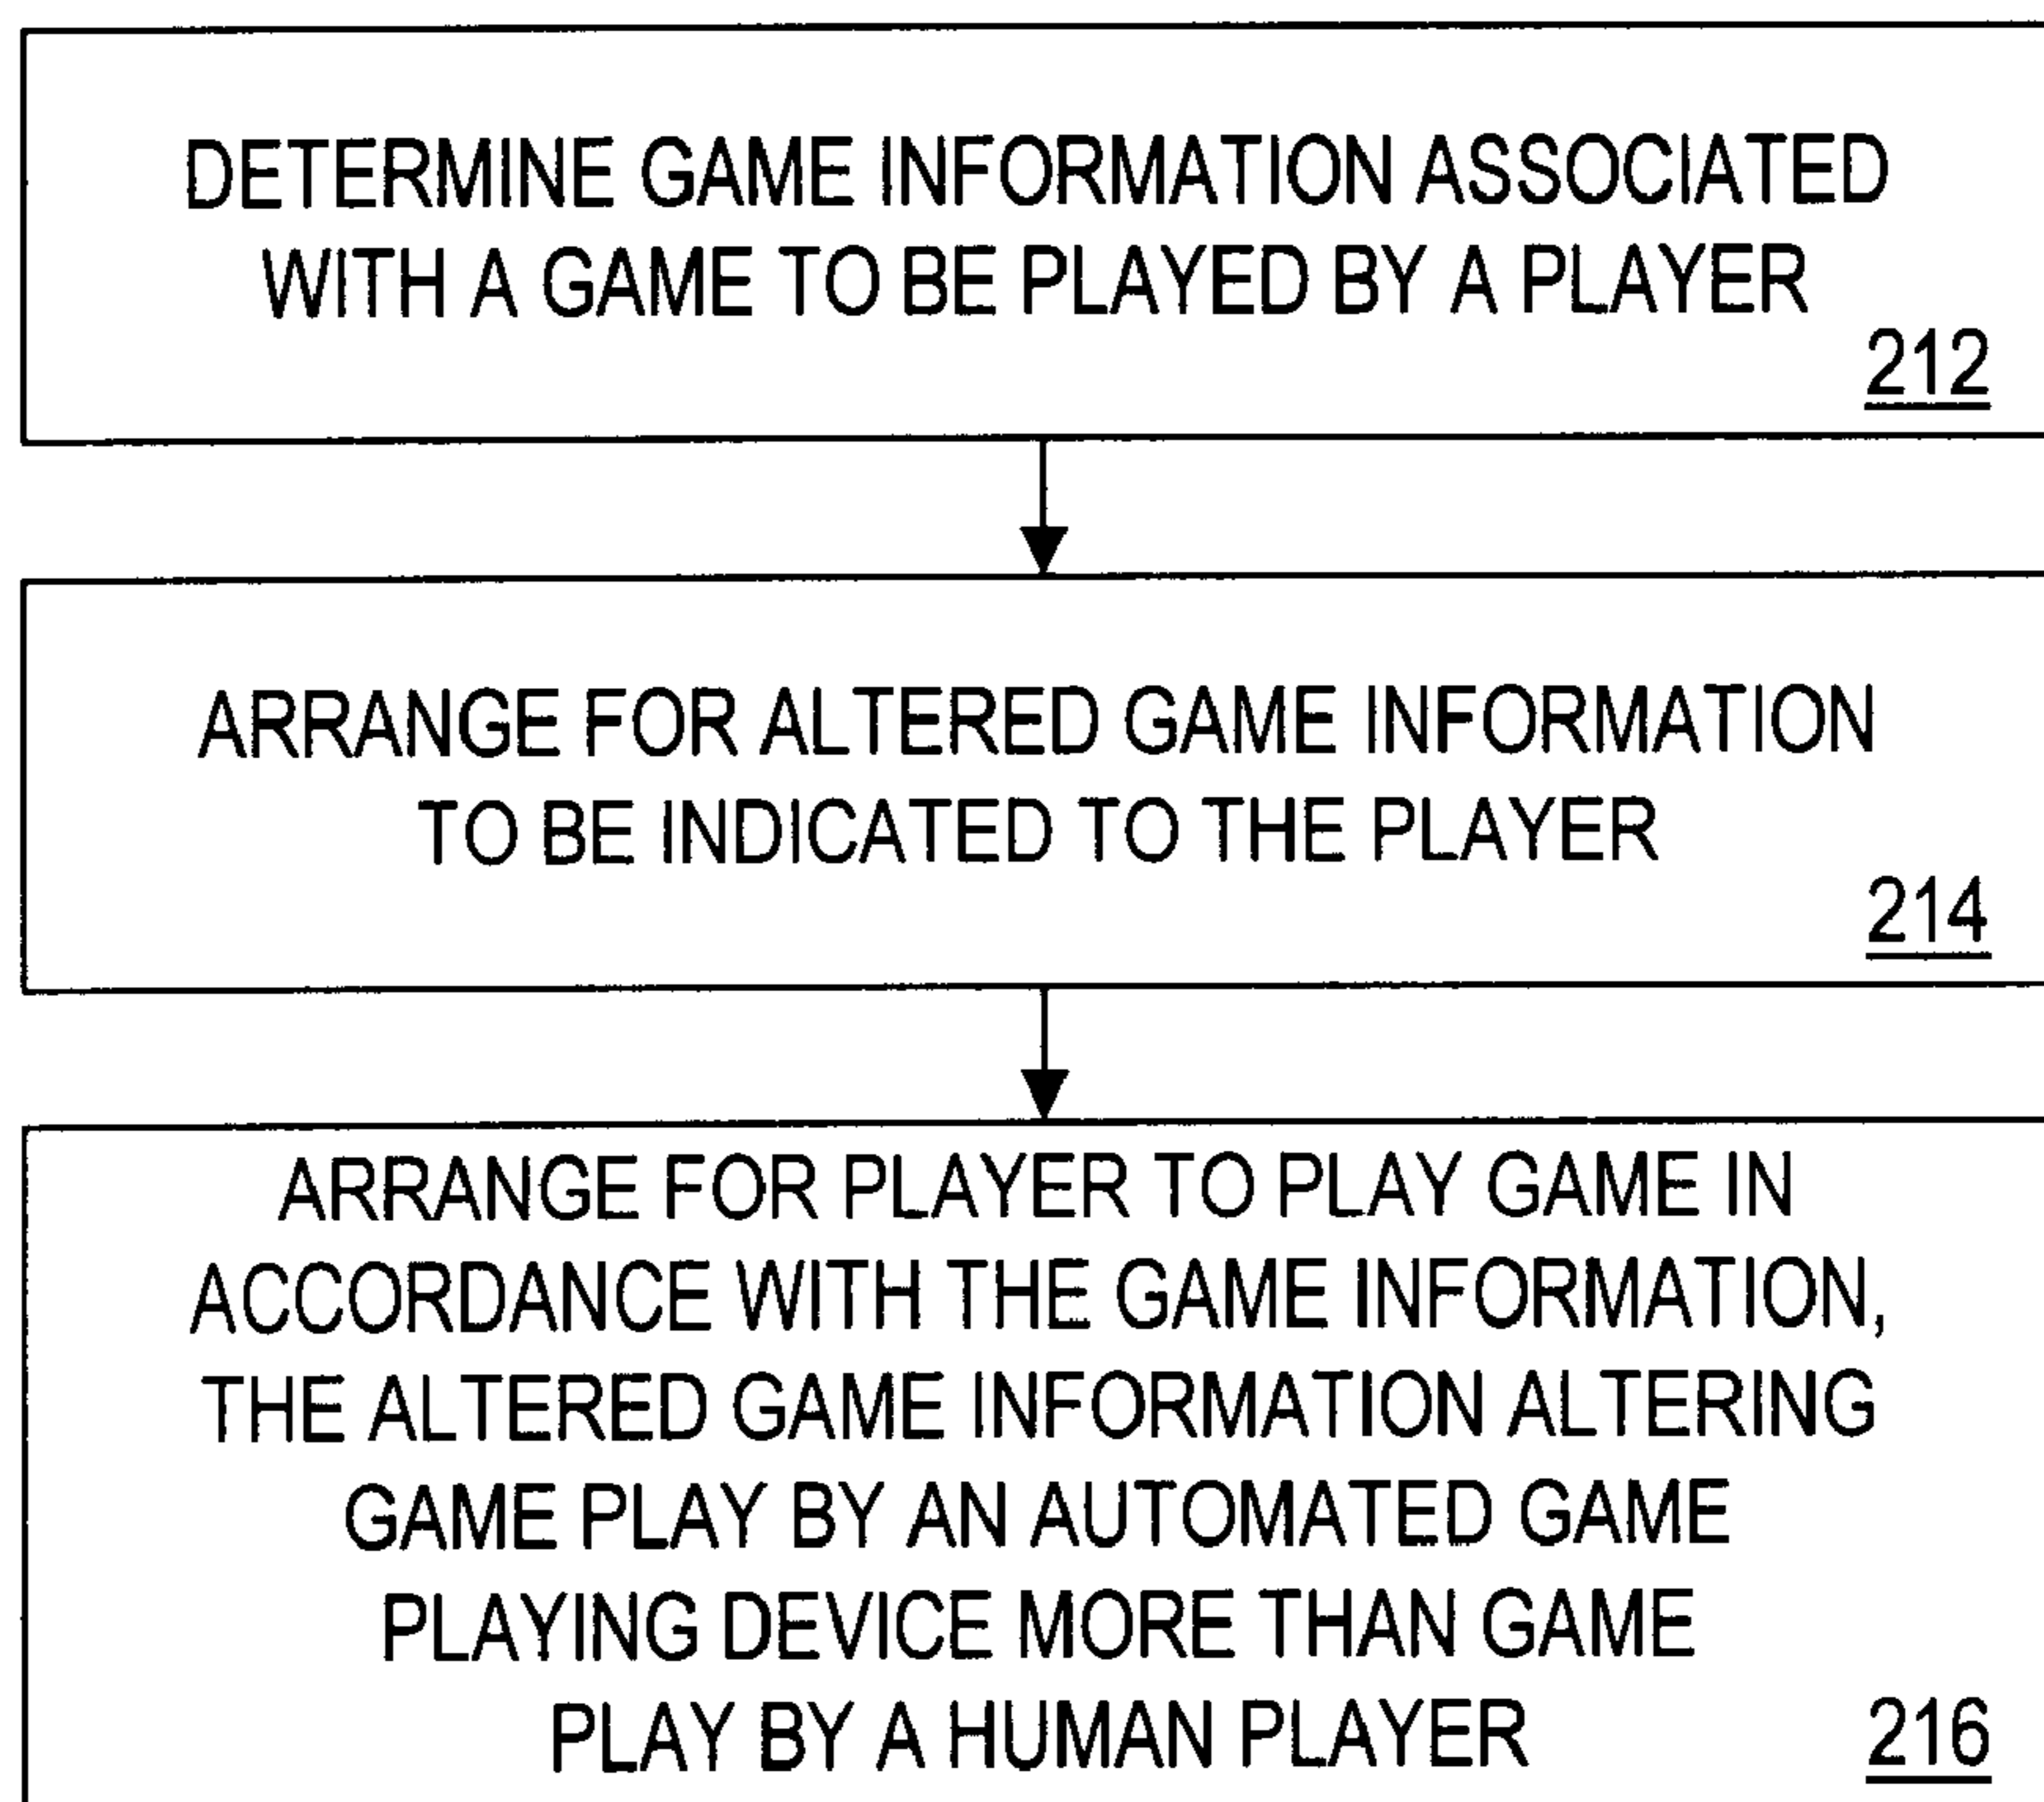 DETERMINE GAME INFORMATION ASSOCIATED
WITH A GAME TO BE PLAYED BY A PLAYER
212
ARRANGE FOR ALTERED GAME INFORMATION
TO BE INDICATED TO THE PLAYER
214
ARRANGE FOR PLAYER TO PLAY GAME IN
ACCORDANCE WITH THE GAME INFORMATION,
THE ALTERED GAME INFORMATION ALTERING
GAME PLAY BY AN AUTOMATED GAME
PLAYING DEVICE MORE THAN GAME
PLAY BY A HUMAN PLAYER
216